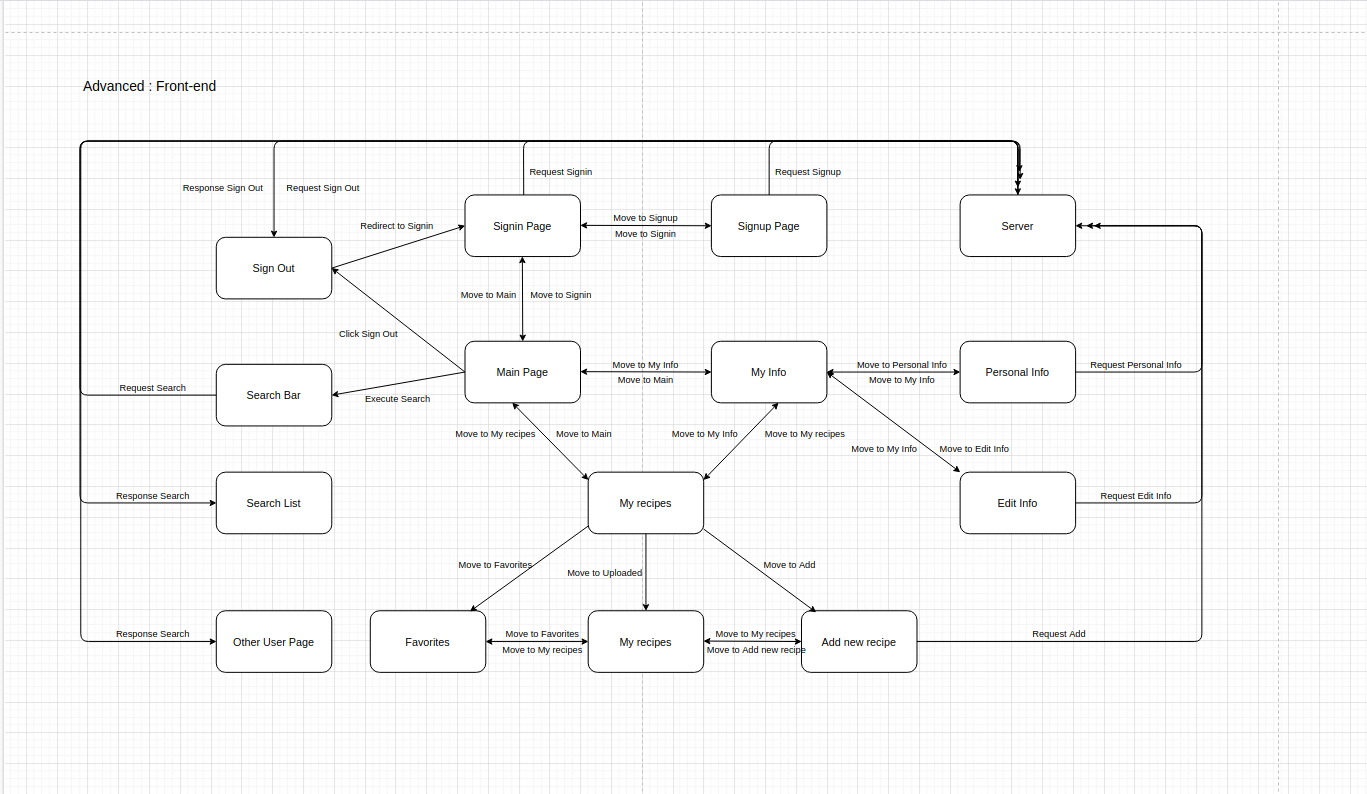 Advanced : Front-end
Request Signin
Request Signup
Response Sign Out
Request Sign Out
Redirect to Signin
Signin Page
Move to Signup
Move to Signin
Signup Page
Server
Sign Out
Move to Main
Move to Signin
Click Sign Out
Main Page
Move to My Info
Move to Main
My Info
Move to Personal Info
Move to My Info
Personal Info
Request Personal Info
Request Search
Search Bar
Execute Search
Move to My recipes
Move to Main
Move to My Info
Move to My recipes
Move to My Info
Move to Edit Info
Response Search
Search List
My recipes
Edit Info
Request Edit Info
Move to Favorites
Move to Uploaded
Move to Add
Response Search
Other User Page
Favorites
Move to Favorites
Move to My recipes
My recipes
Move to My recipes
Move to Add new recipe
Add new recipe
Request Add